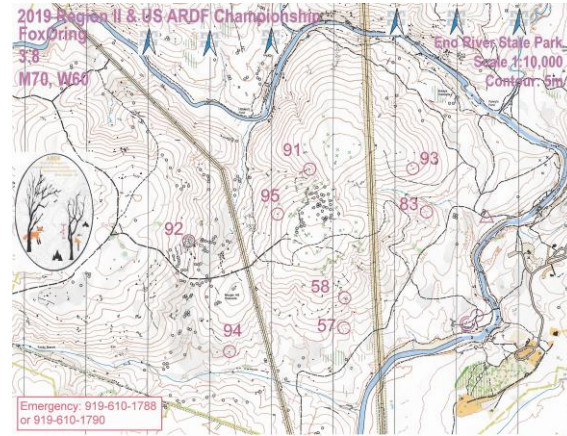 2019 Region II & US ARDF Championship
FoxOring
3.8
M70, W60
Eno River State Park
Scale 1:10,000
Contour: 5m
91
93
95
83
92
58
57
94
Emergency: 919-610-1788
or 919-610-1790